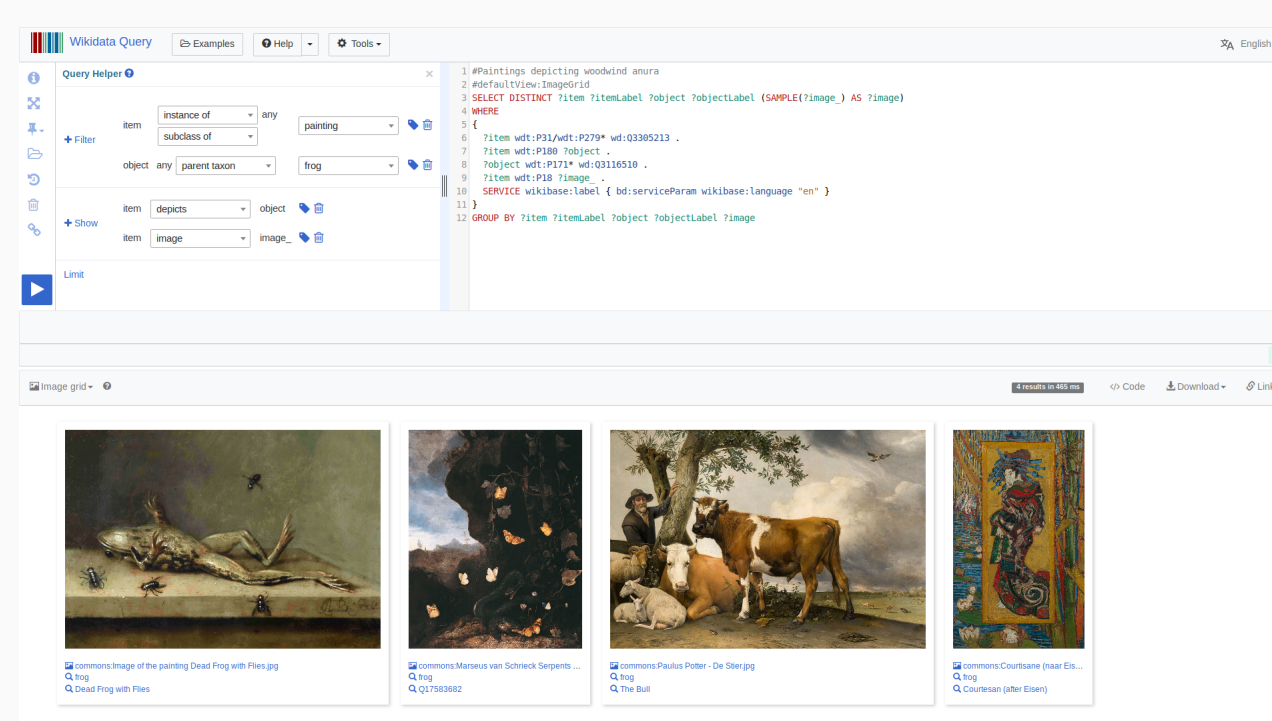 Wikidata Query Examples Help Tools English
Query Helper
Filter
item instance of any painting
subclass of
object any parent taxon frog
Show
item depicts object
item image image_
Limit
1 #Paintings depicting woodwind anura
2 #defaultView:ImageGrid
3 SELECT DISTINCT ?item ?itemLabel ?object ?objectLabel (SAMPLE(?image_) AS ?image)
4 WHERE
5 {
6 ?item wdt:P31/wdt:P279* wd:Q3305213 .
7 ?item wdt:P180 ?object .
8 ?object wdt:P171* wd:Q3116510 .
9 ?item wdt:P18 ?image_ .
10 SERVICE wikibase:label { bd:serviceParam wikibase:language "en" }
11 }
12 GROUP BY ?item ?itemLabel ?object ?objectLabel ?image
Image grid 4 results in 465 ms </> Code Download Link
commons:Image of the painting Dead Frog with Flies.jpg
frog
Dead Frog with Flies
commons:Marseus van Schrieck Serpents ...
frog
Q17583682
commons:Paulus Potter - De Stier.jpg
frog
The Bull
commons:Courtisane (naar Eis...
frog
Courtesan (after Eisen)